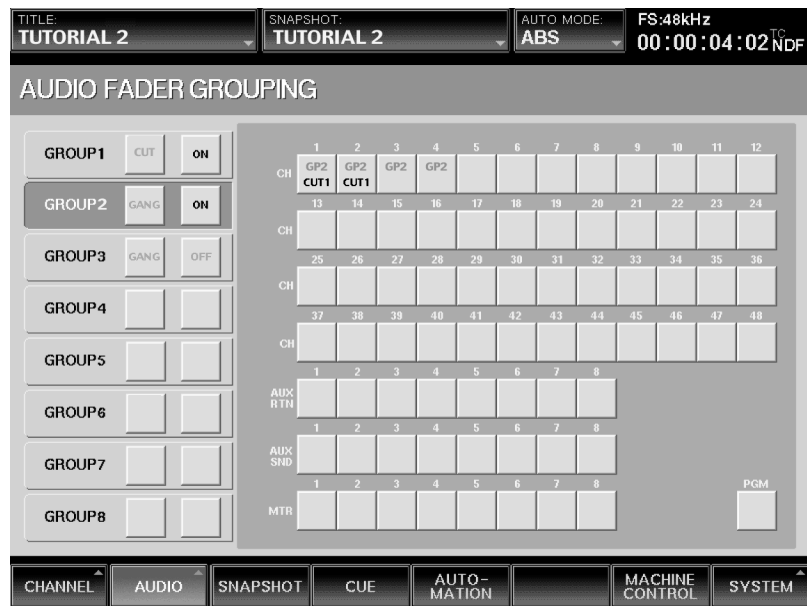 TITLE: SNAPSHOT: AUTO MODE: FS:48kHz
TUTORIAL 2 TUTORIAL 2 ABS 00:00:04:02 TC NDF
AUDIO FADER GROUPING
GROUP1 CUT ON
GROUP2 GANG ON
GROUP3 GANG OFF
GROUP4
GROUP5
GROUP6
GROUP7
GROUP8
1 2 3 4 5 6 7 8 9 10 11 12
CH GP2 GP2 GP2 GP2
CUT1 CUT1
13 14 15 16 17 18 19 20 21 22 23 24
CH
25 26 27 28 29 30 31 32 33 34 35 36
CH
37 38 39 40 41 42 43 44 45 46 47 48
CH
1 2 3 4 5 6 7 8
AUX
RTN
1 2 3 4 5 6 7 8
AUX
SND
1 2 3 4 5 6 7 8 PGM
MTR
CHANNEL AUDIO SNAPSHOT CUE AUTO-
MATION MACHINE
CONTROL SYSTEM